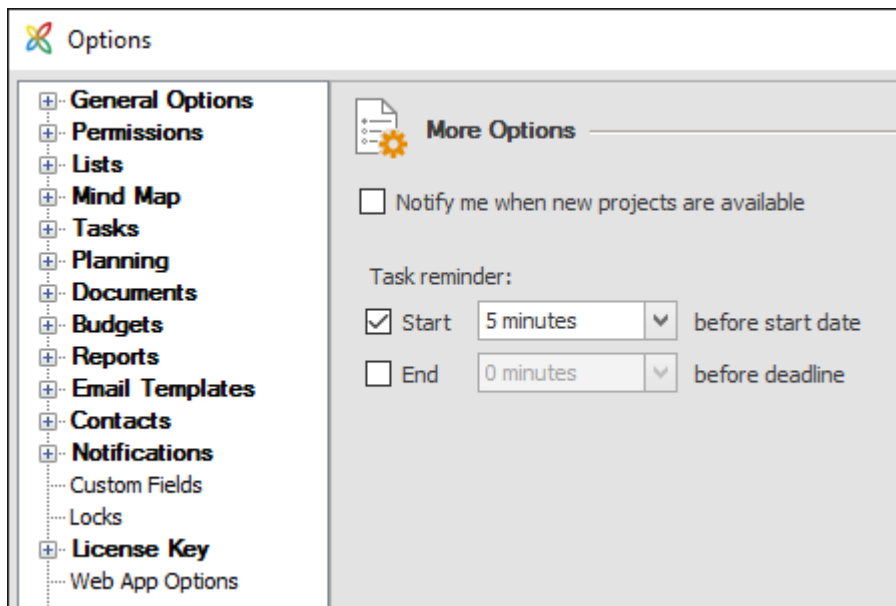 Options
General Options
Permissions
Lists
Mind Map
Tasks
Planning
Documents
Budgets
Reports
Email Templates
Contacts
Notifications
Custom Fields
Locks
License Key
Web App Options
More Options
Notify me when new projects are available
Task reminder:
Start 5 minutes before start date
End 0 minutes before deadline